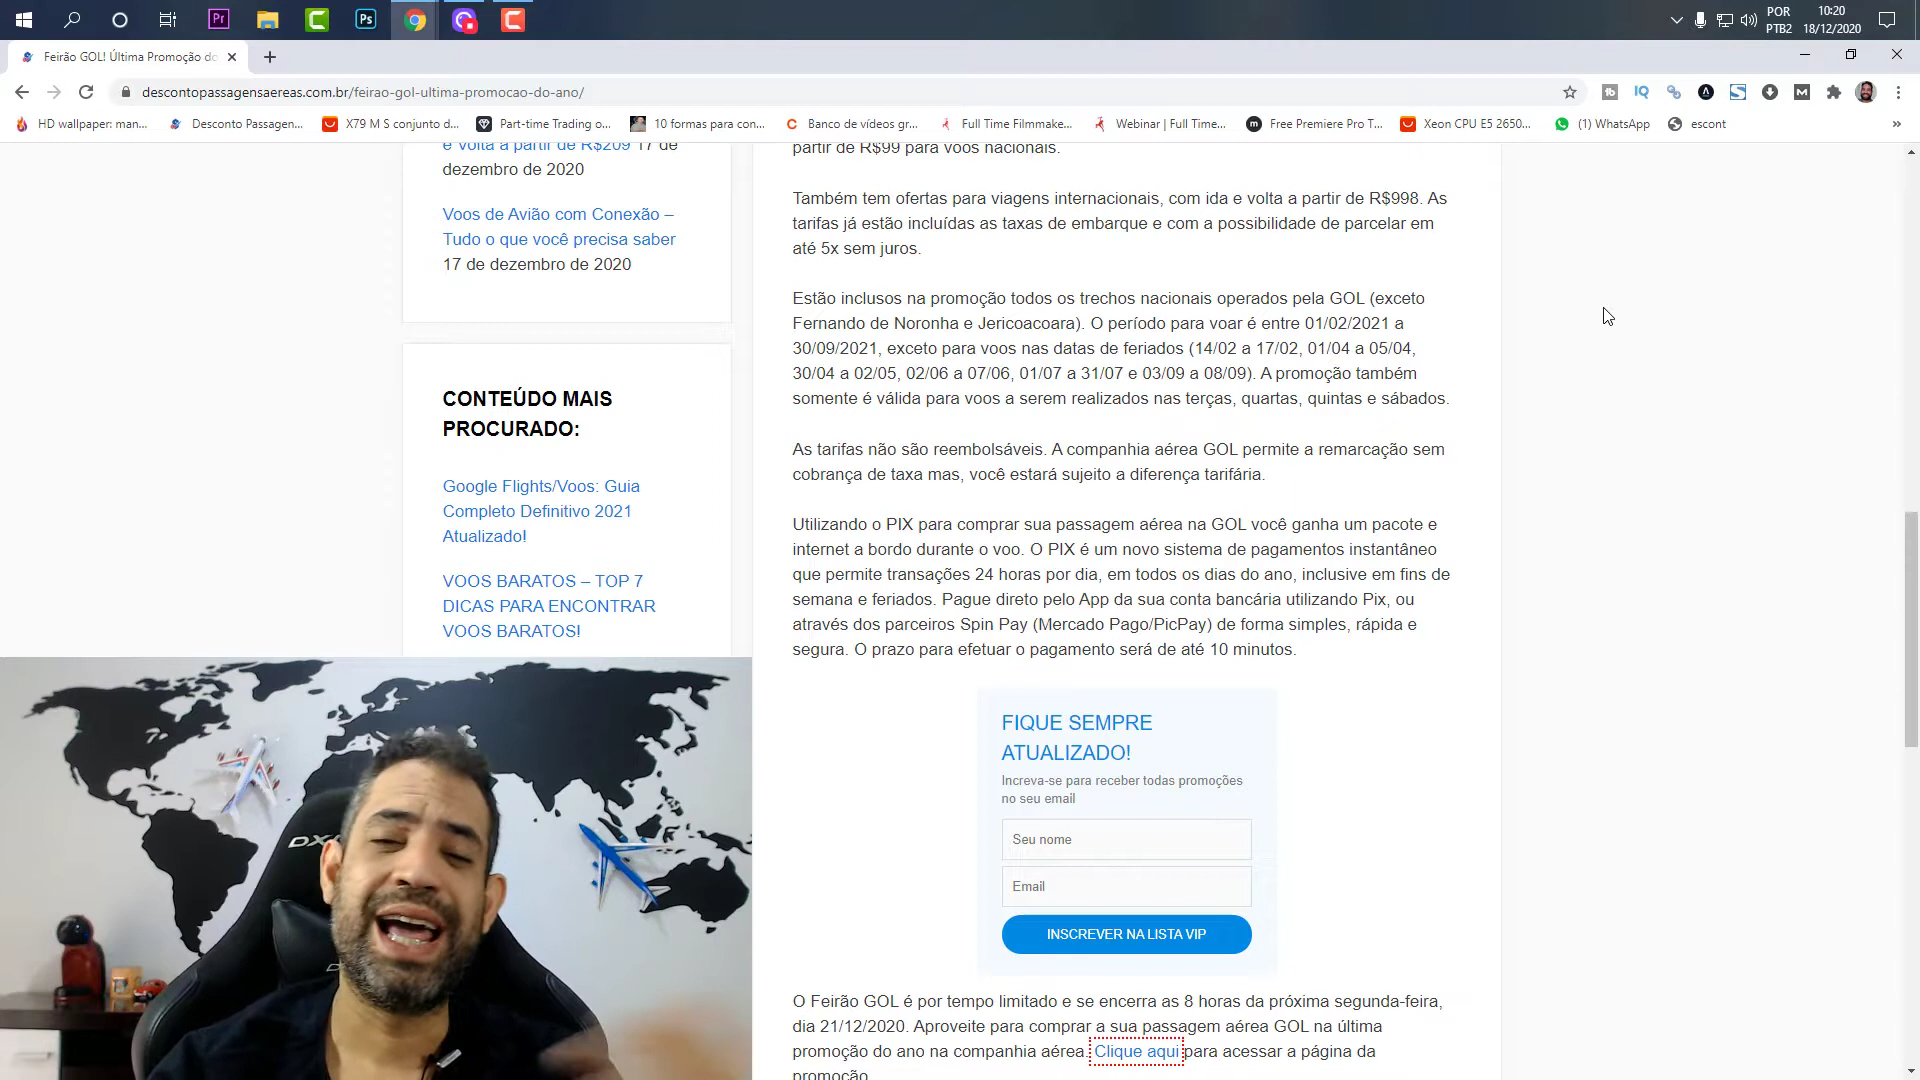 POR
PTB2
10:20
18/12/2020
Feirão GOL! Última Promoção do
descontopassagensaereas.com.br/feirao-gol-ultima-promocao-do-ano/
HD wallpaper: man...
Desconto Passagen...
X79 M S conjunto d...
Part-time Trading o...
10 formas para con...
Banco de vídeos gr...
Full Time Filmmake...
Webinar | Full Time...
Free Premiere Pro T...
Xeon CPU E5 2650...
(1) WhatsApp
escont
e Volta a partir de R$209 17 de
dezembro de 2020
Voos de Avião com Conexão –
Tudo o que você precisa saber
17 de dezembro de 2020
CONTEÚDO MAIS
PROCURADO:
Google Flights/Voos: Guia
Completo Definitivo 2021
Atualizado!
VOOS BARATOS – TOP 7
DICAS PARA ENCONTRAR
VOOS BARATOS!
partir de R$99 para voos nacionais.
Também tem ofertas para viagens internacionais, com ida e volta a partir de R$998. As
tarifas já estão incluídas as taxas de embarque e com a possibilidade de parcelar em
até 5x sem juros.
Estão inclusos na promoção todos os trechos nacionais operados pela GOL (exceto
Fernando de Noronha e Jericoacoara). O período para voar é entre 01/02/2021 a
30/09/2021, exceto para voos nas datas de feriados (14/02 a 17/02, 01/04 a 05/04,
30/04 a 02/05, 02/06 a 07/06, 01/07 a 31/07 e 03/09 a 08/09). A promoção também
somente é válida para voos a serem realizados nas terças, quartas, quintas e sábados.
As tarifas não são reembolsáveis. A companhia aérea GOL permite a remarcação sem
cobrança de taxa mas, você estará sujeito a diferença tarifária.
Utilizando o PIX para comprar sua passagem aérea na GOL você ganha um pacote e
internet a bordo durante o voo. O PIX é um novo sistema de pagamentos instantâneo
que permite transações 24 horas por dia, em todos os dias do ano, inclusive em fins de
semana e feriados. Pague direto pelo App da sua conta bancária utilizando Pix, ou
através dos parceiros Spin Pay (Mercado Pago/PicPay) de forma simples, rápida e
segura. O prazo para efetuar o pagamento será de até 10 minutos.
FIQUE SEMPRE
ATUALIZADO!
Increva-se para receber todas promoções
no seu email
Seu nome
Email
INSCREVER NA LISTA VIP
O Feirão GOL é por tempo limitado e se encerra as 8 horas da próxima segunda-feira,
dia 21/12/2020. Aproveite para comprar a sua passagem aérea GOL na última
promoção do ano na companhia aérea. Clique aqui para acessar a página da
promoção.